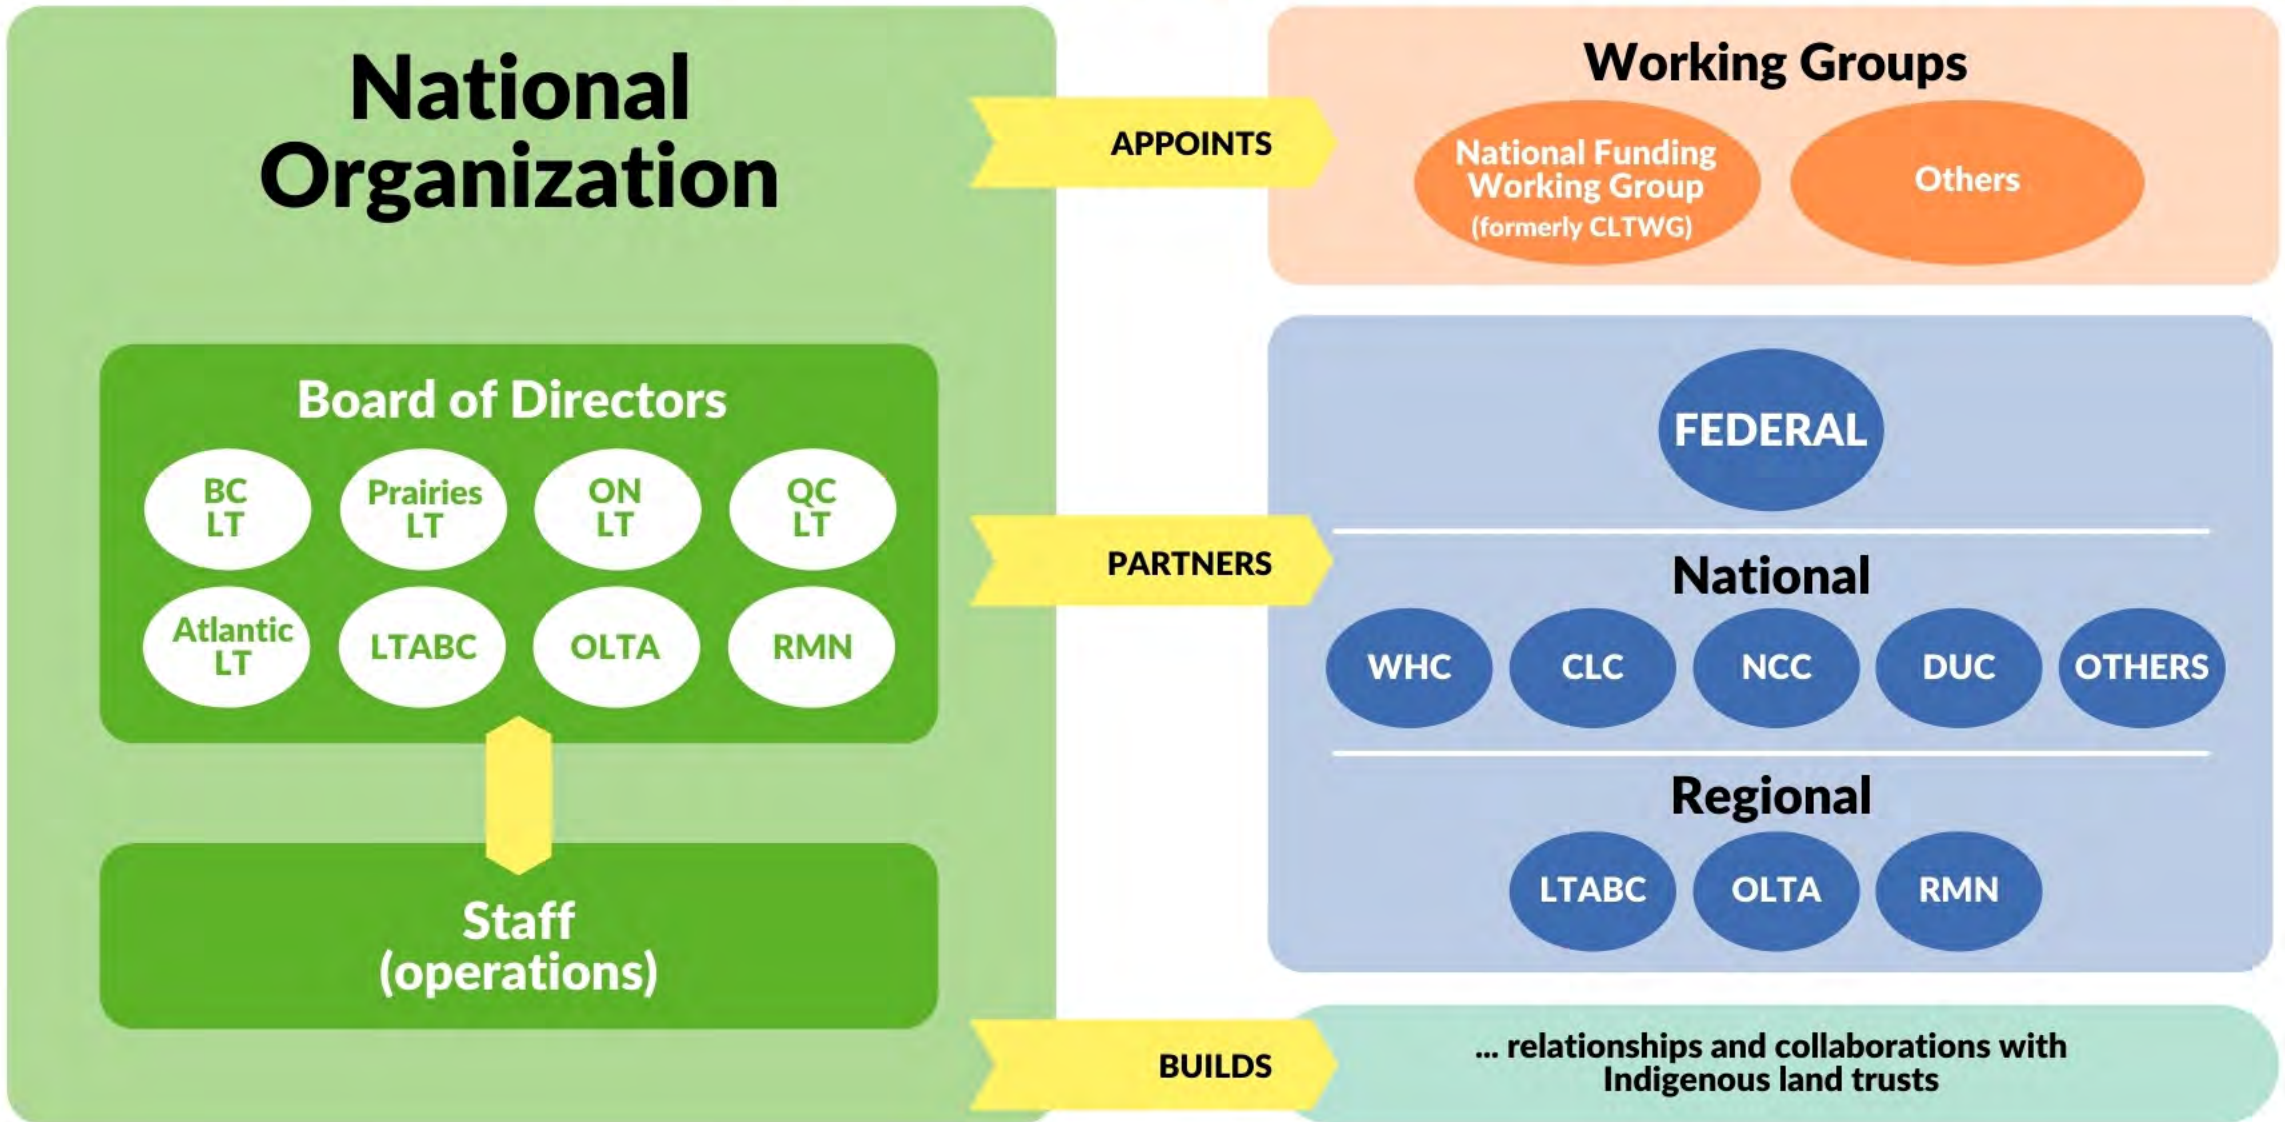 National
Organization
Board of Directors
BC
LT
Prairies
LT
ON
LT
QC
LT
Atlantic
LT
LTABC
OLTA
RMN
Staff
(operations)
APPOINTS
Working Groups
National Funding
Working Group
(formerly CLTWG)
Others
PARTNERS
FEDERAL
National
WHC
CLC
NCC
DUC
OTHERS
Regional
LTABC
OLTA
RMN
BUILDS
... relationships and collaborations with
Indigenous land trusts